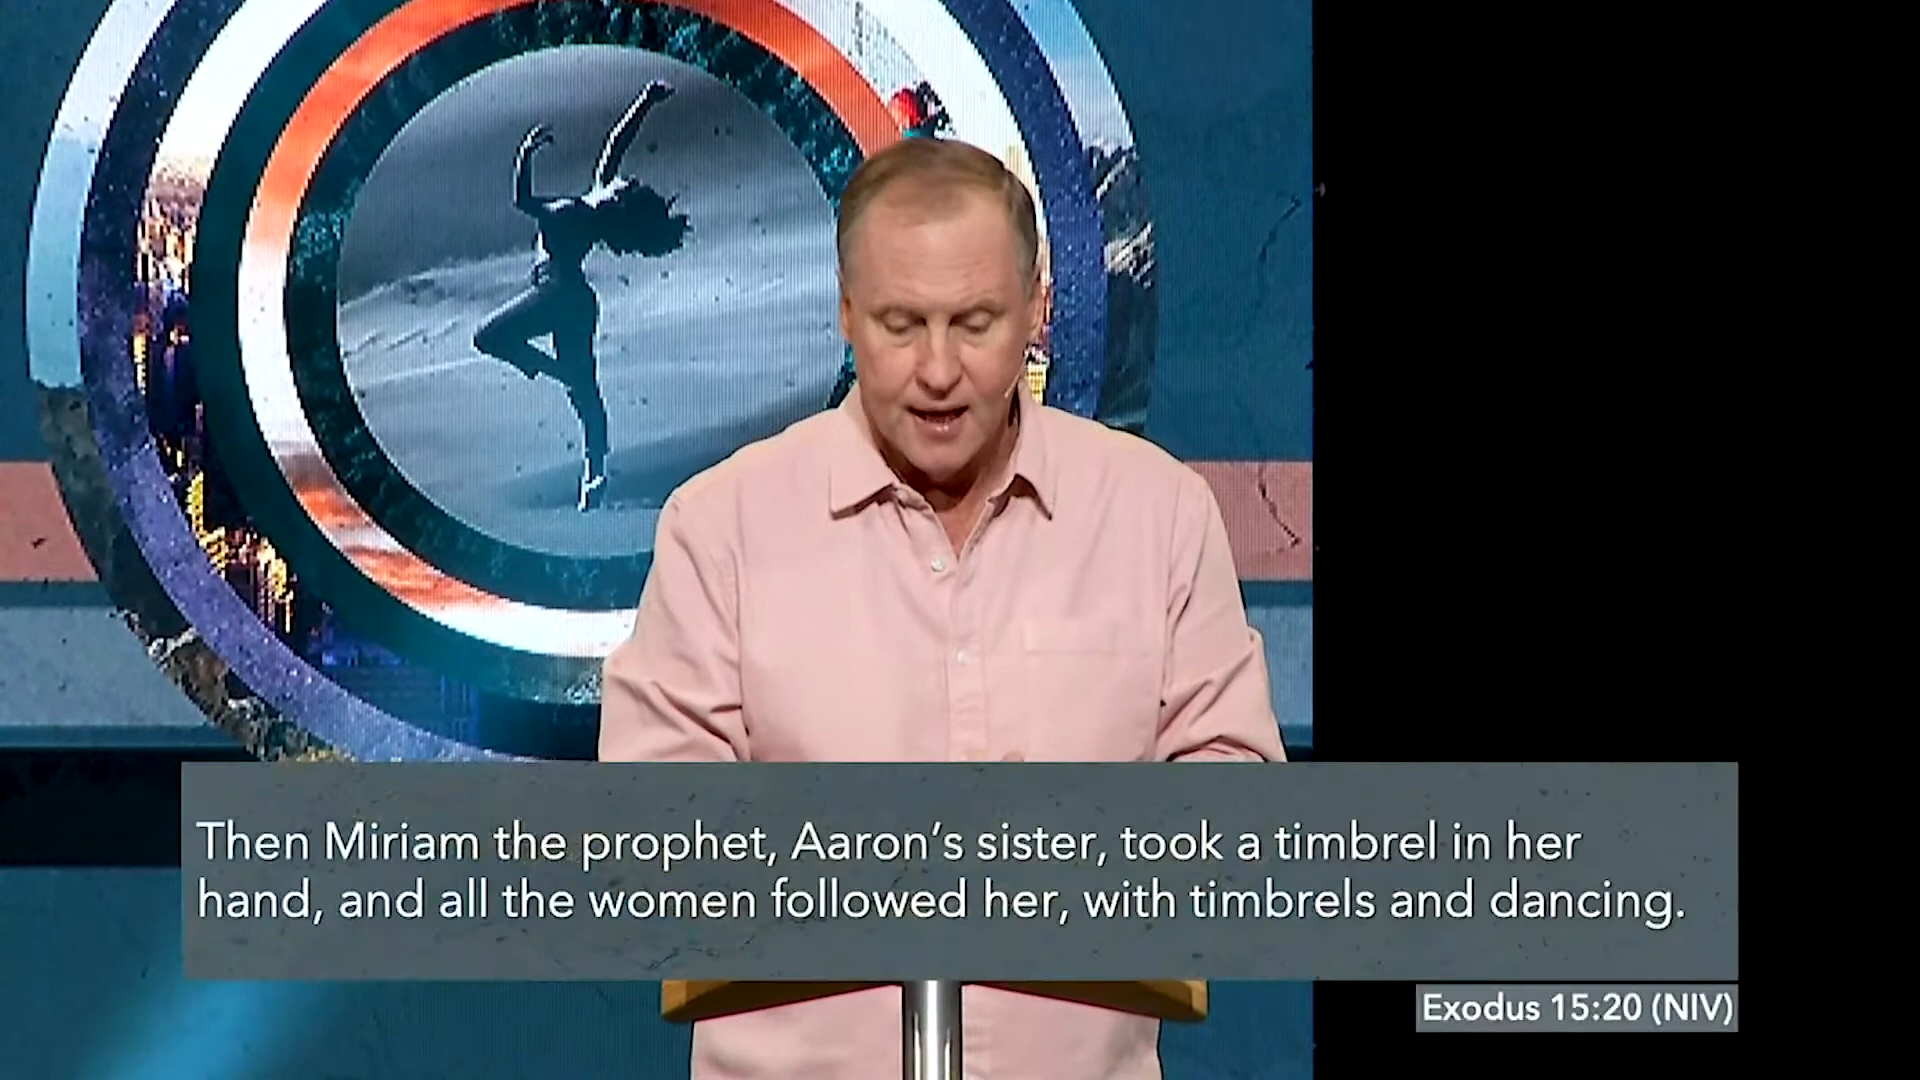 Then Miriam the prophet, Aaron’s sister, took a timbrel in her
hand, and all the women followed her, with timbrels and dancing.
Exodus 15:20 (NIV)